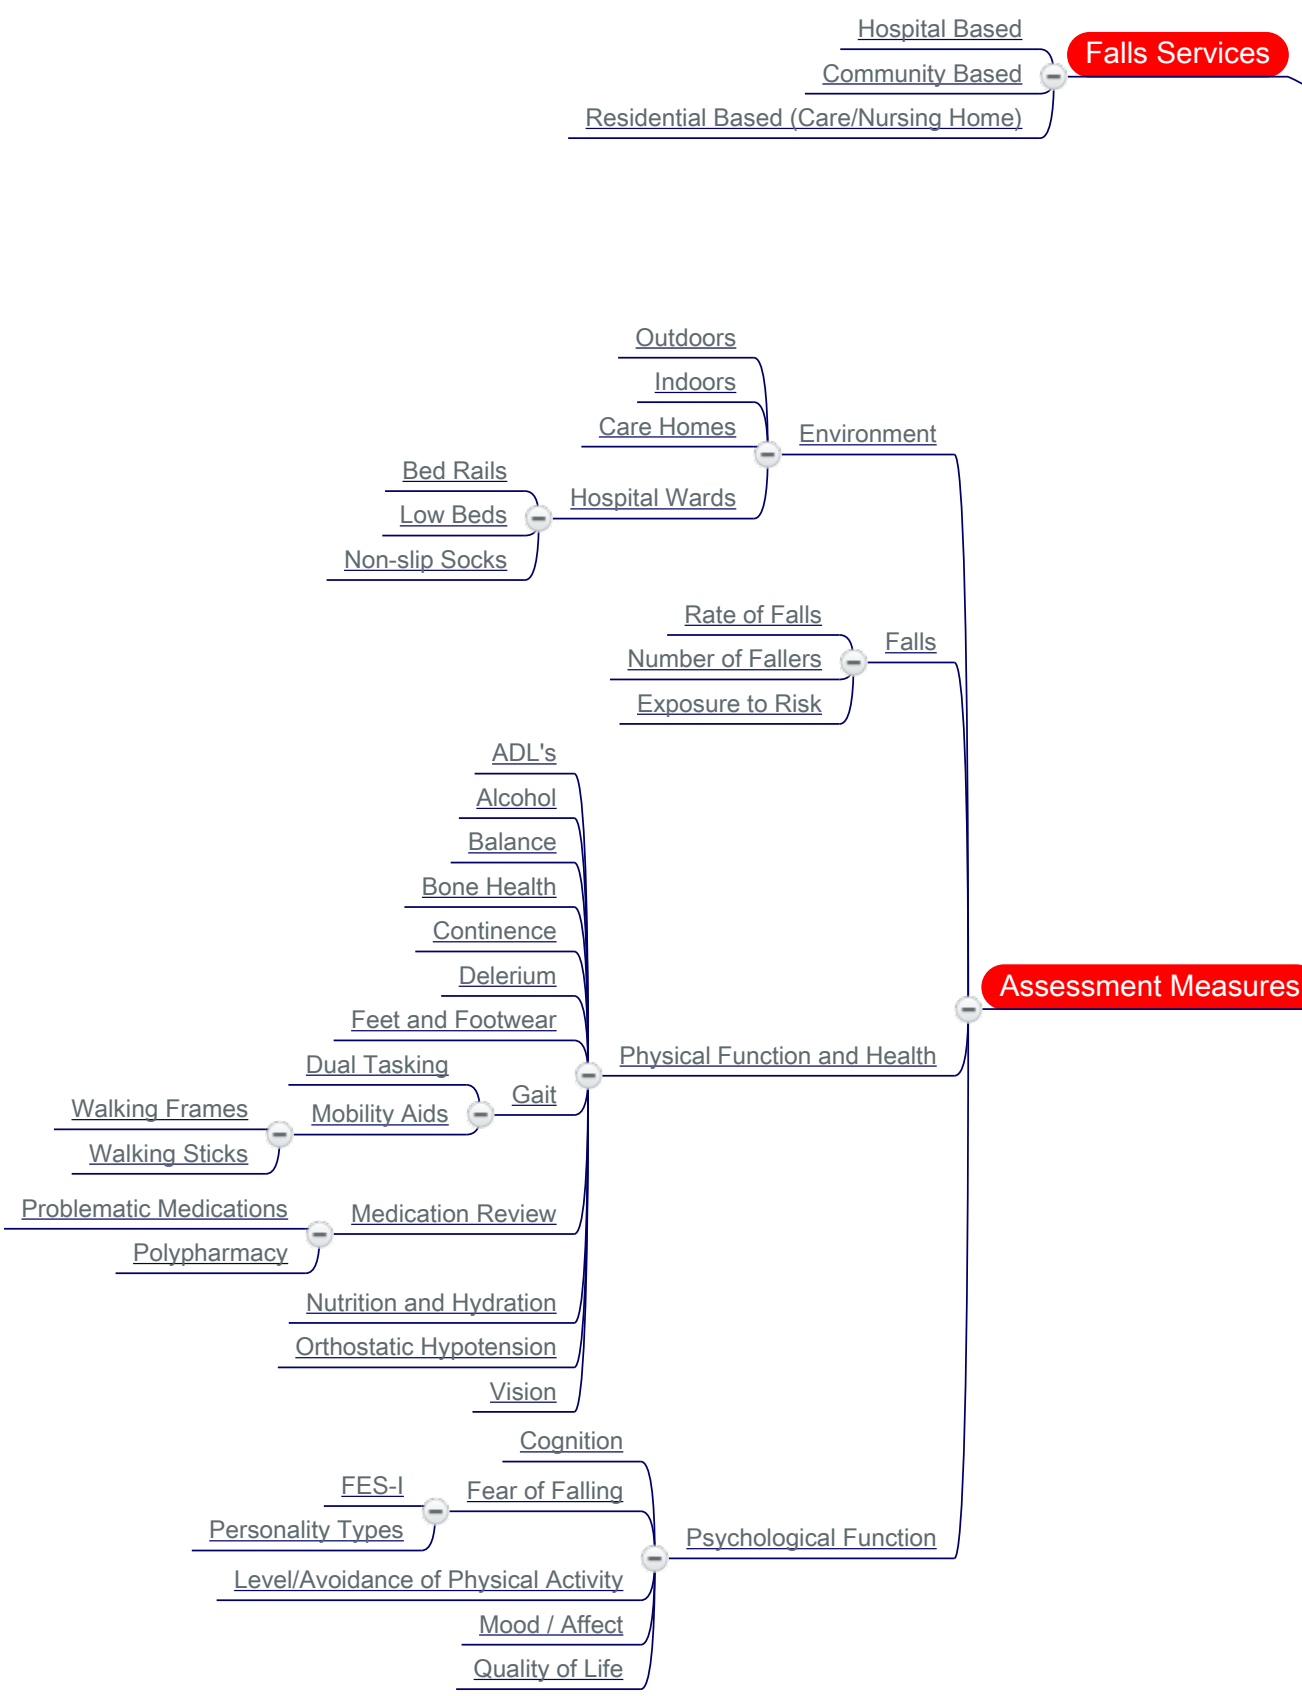 Hospital Based
Falls Services
Community Based
Residential Based (Care/Nursing Home)
Outdoors
Indoors
Care Homes
Environment
Bed Rails
Hospital Wards
Low Beds
Non-slip Socks
Rate of Falls
Falls
Number of Fallers
Exposure to Risk
ADL's
Alcohol
Balance
Bone Health
Continence
Delerium
Assessment Measures
Feet and Footwear
Physical Function and Health
Dual Tasking
Gait
Walking Frames
Mobility Aids
Walking Sticks
Problematic Medications
Medication Review
Polypharmacy
Nutrition and Hydration
Orthostatic Hypotension
Vision
Cognition
FES-I
Fear of Falling
Personality Types
Psychological Function
Level/Avoidance of Physical Activity
Mood / Affect
Quality of Life